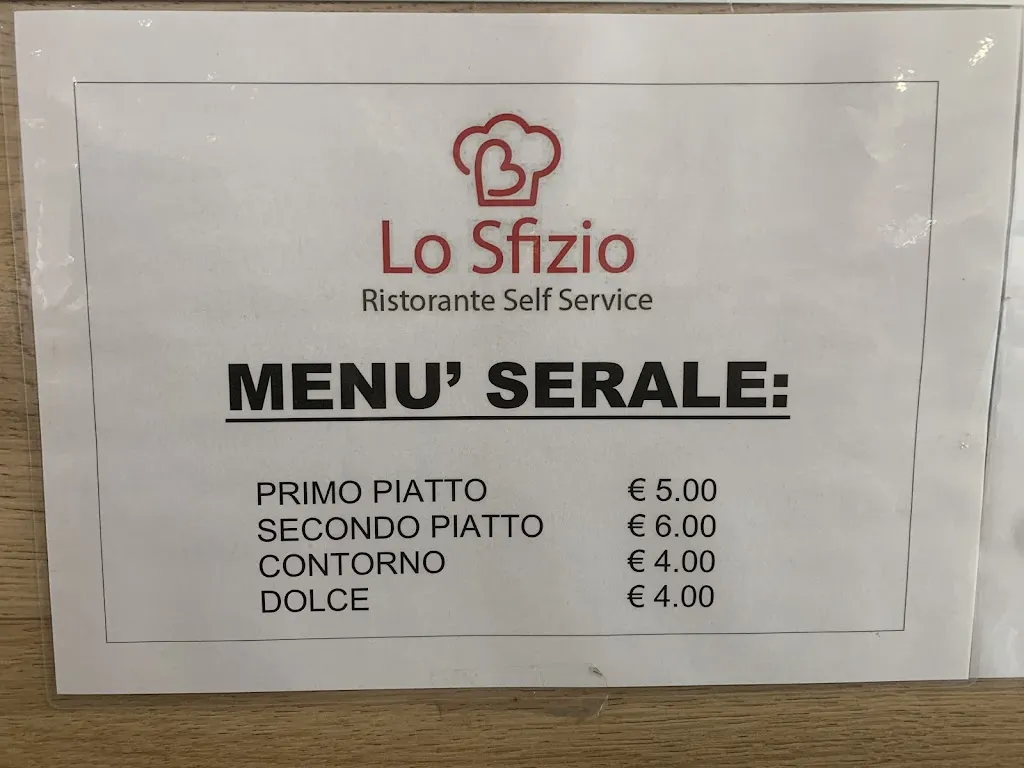 Lo Sfizio
Ristorante Self Service
MENU’ SERALE:
PRIMO PIATTO € 5.00
SECONDO PIATTO € 6.00
CONTORNO € 4.00
DOLCE € 4.00